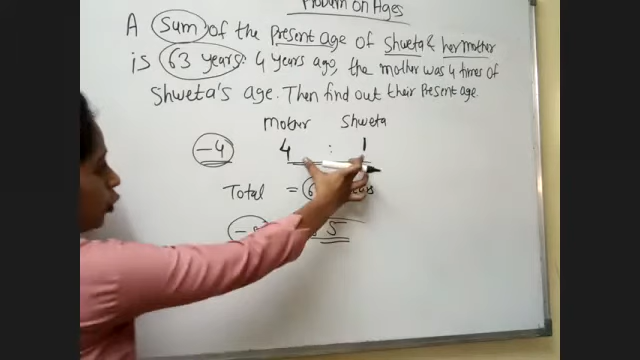 Problem on Ages
A sum of the present age of Shweta & her mother
is 63 years. 4 years ago, the mother was 4 times of
Shweta's age. Then find out their Present age.
Mother Shweta
-4 4 : 1
Total = 6
5